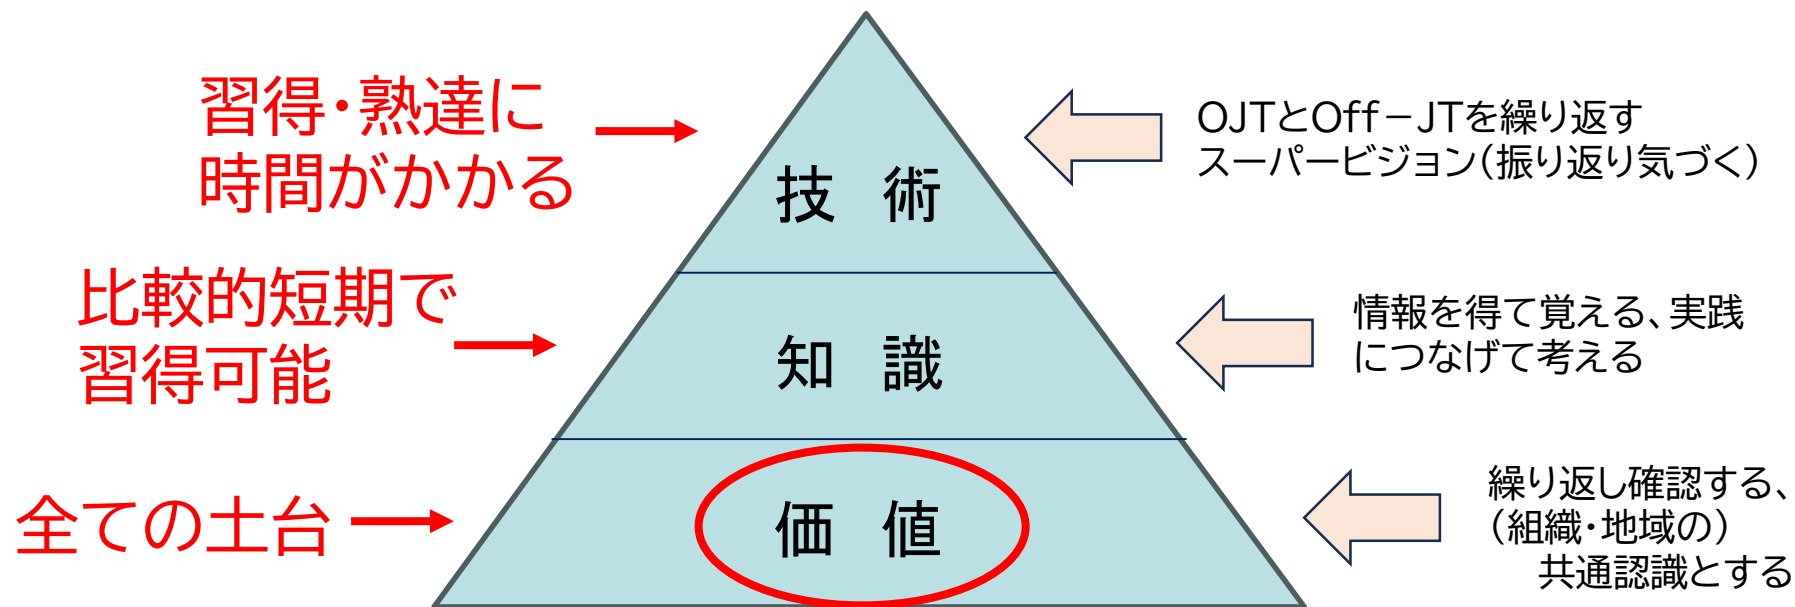 習得・熟達に
時間がかかる
技 術
OJTとOff－JTを繰り返す
スーパービジョン（振り返り気づく）
比較的短期で
習得可能
知 識
情報を得て覚える、実践
につなげて考える
全ての土台
価 値
繰り返し確認する、
（組織・地域の）
共通認識とする